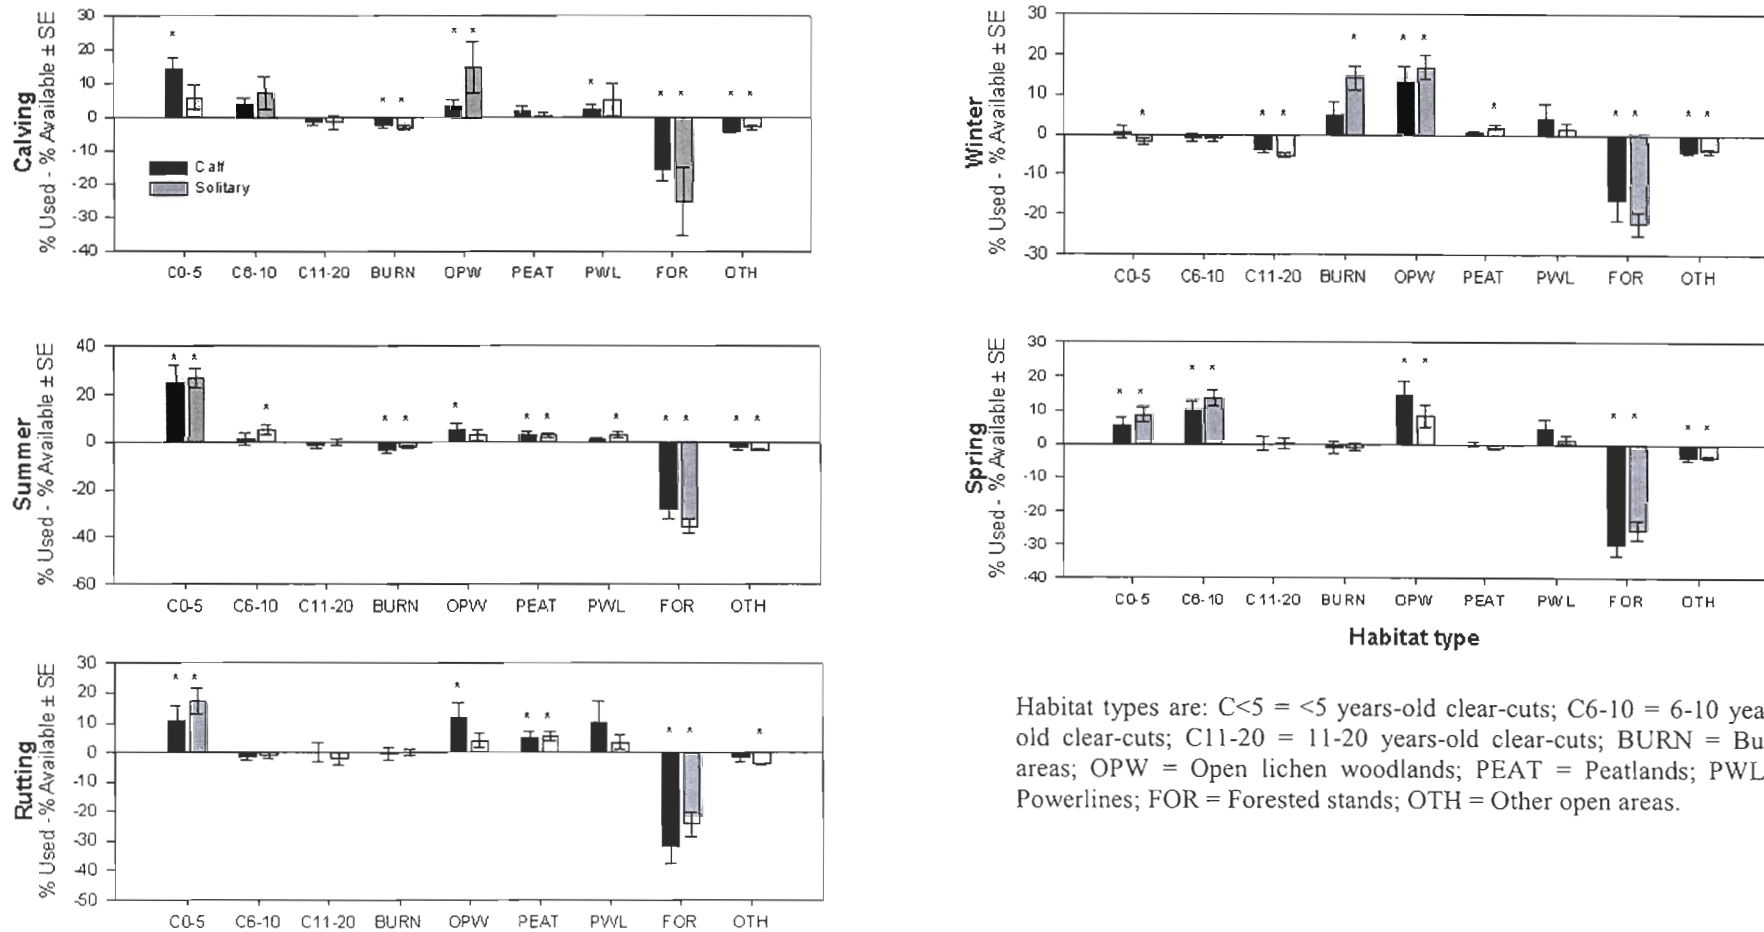 Calving
% Used - % Available ± SE
30
20
10
0
-10
-20
-30
-40
Calf
Solitary
C0-5 C6-10 C11-20 BURN OPW PEAT PWL FOR OTH
Summer
% Used - % Available ± SE
40
20
0
-20
-40
-60
C0-5 C6-10 C11-20 BURN OPW PEAT PWL FOR OTH
Rutting
% Used - % Available ± SE
30
20
10
0
-10
-20
-30
-40
-50
C0-5 C6-10 C11-20 BURN OPW PEAT PWL FOR OTH
Winter
% Used - % Available ± SE
30
20
10
0
-10
-20
-30
C0-5 C6-10 C11-20 BURN OPW PEAT PWL FOR OTH
Spring
% Used - % Available ± SE
30
20
10
0
-10
-20
-30
-40
C0-5 C6-10 C11-20 BURN OPW PEAT PWL FOR OTH
Habitat type
Habitat types are: C<5 = <5 years-old clear-cuts; C6-10 = 6-10
old clear-cuts; C11-20 = 11-20 years-old clear-cuts; BURN =
areas; OPW = Open lichen woodlands; PEAT = Peatlands; PWL
Powerlines; FOR = Forested stands; OTH = Other open areas.